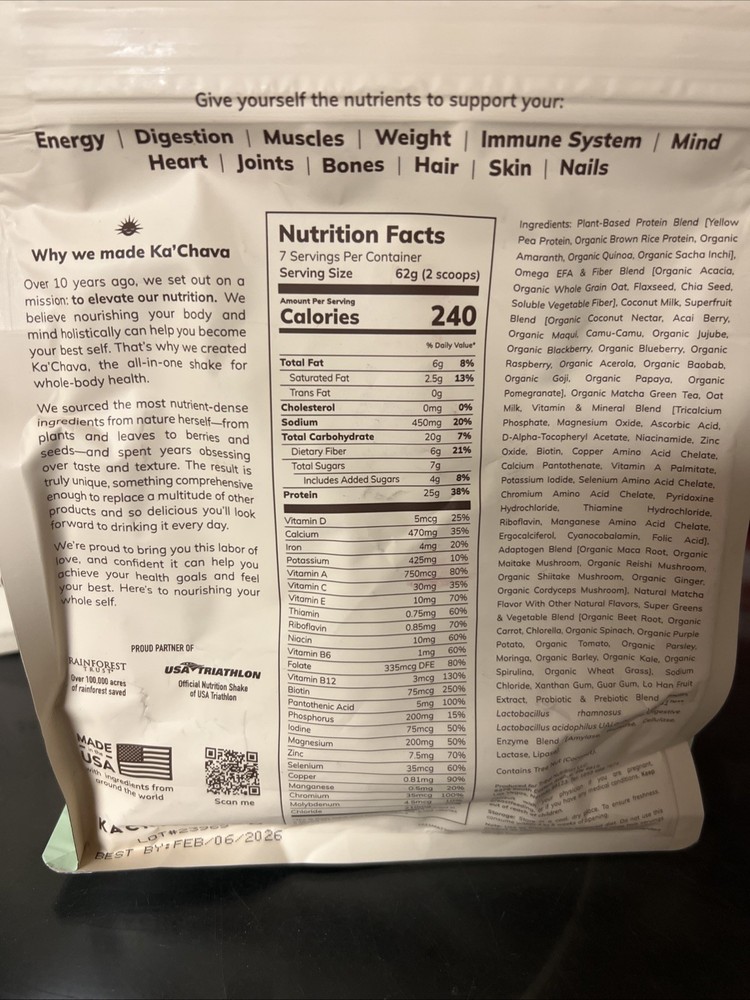 Give yourself the nutrients to support your:
Energy | Digestion | Muscles | Weight | Immune System | Mind
Heart | Joints | Bones | Hair | Skin | Nails
Why we made Ka'Chava
Over 10 years ago, we set out on a
mission: to elevate our nutrition. We
believe nourishing your body and
mind holistically can help you become
your best self. That's why we created
Ka'Chava, the all-in-one shake for
whole-body health.
We sourced the most nutrient-dense
ingredients from nature herself—from
plants and leaves to berries and
seeds—and spent years obsessing
over taste and texture. The result is
truly unique, something comprehensive
enough to replace a multitude of other
products and so delicious you'll look
forward to drinking it every day.
We're proud to bring you this labor of
love, and confident it can help you
achieve your health goals and feel
your best. Here's to nourishing your
whole self.
PROUD PARTNER OF
RAINFOREST
TRUST
Over 100,000 acres
of rainforest saved
USA TRIATHLON
Official Nutrition Shake
of USA Triathlon
MADE
IN THE
USA
with ingredients from
around the world
Scan me
LOT#
BEST BY:FEB/06/2026
Nutrition Facts
7 Servings Per Container
Serving Size 62g (2 scoops)
Amount Per Serving
Calories 240
% Daily Value*
Total Fat 6g 8%
Saturated Fat 2.5g 13%
Trans Fat 0g
Cholesterol 0mg 0%
Sodium 450mg 20%
Total Carbohydrate 20g 7%
Dietary Fiber 6g 21%
Total Sugars 7g
Includes Added Sugars 4g 8%
Protein 25g 38%
Vitamin D 5mcg 25%
Calcium 470mg 35%
Iron 4mg 20%
Potassium 425mg 10%
Vitamin A 750mcg 80%
Vitamin C 30mg 35%
Vitamin E 10mg 70%
Thiamin 0.75mg 60%
Riboflavin 0.85mg 70%
Niacin 10mg 60%
Vitamin B6 1mg 60%
Folate 335mcg DFE 80%
Vitamin B12 3mcg 130%
Biotin 75mcg 250%
Pantothenic Acid 5mg 100%
Phosphorus 200mg 15%
Iodine 75mcg 50%
Magnesium 200mg 50%
Zinc 7.5mg 70%
Selenium 35mcg 60%
Copper 0.81mg 90%
Manganese 0.5mg 20%
Chromium 35mcg 100%
Molybdenum
Chloride
Ingredients: Plant-Based Protein Blend [Yellow
Pea Protein, Organic Brown Rice Protein, Organic
Amaranth, Organic Quinoa, Organic Sacha Inchi],
Omega EFA & Fiber Blend [Organic Acacia,
Organic Whole Grain Oat, Flaxseed, Chia Seed,
Soluble Vegetable Fiber], Coconut Milk, Superfruit
Blend [Organic Coconut Nectar, Acai Berry,
Organic Maqui, Camu-Camu, Organic Jujube,
Organic Blackberry, Organic Blueberry, Organic
Raspberry, Organic Acerola, Organic Baobab,
Organic Goji, Organic Papaya, Organic
Pomegranate], Organic Matcha Green Tea, Oat
Milk, Vitamin & Mineral Blend [Tricalcium
Phosphate, Magnesium Oxide, Ascorbic Acid,
D-Alpha-Tocopheryl Acetate, Niacinamide, Zinc
Oxide, Biotin, Copper Amino Acid Chelate,
Calcium Pantothenate, Vitamin A Palmitate,
Potassium Iodide, Selenium Amino Acid Chelate,
Chromium Amino Acid Chelate, Pyridoxine
Hydrochloride, Thiamine Hydrochloride,
Riboflavin, Manganese Amino Acid Chelate,
Ergocalciferol, Cyanocobalamin, Folic Acid],
Adaptogen Blend [Organic Maca Root, Organic
Maitake Mushroom, Organic Reishi Mushroom,
Organic Shiitake Mushroom, Organic Ginger,
Organic Cordyceps Mushroom], Natural Matcha
Flavor With Other Natural Flavors, Super Greens
& Vegetable Blend [Organic Beet Root, Organic
Carrot, Chlorella, Organic Spinach, Organic Purple
Potato, Organic Tomato, Organic Parsley,
Moringa, Organic Barley, Organic Kale, Organic
Spirulina, Organic Wheat Grass], Sodium
Chloride, Xanthan Gum, Guar Gum, Lo Han Fruit
Extract, Probiotic & Prebiotic Blend
Lactobacillus rhamnosus Digestive
Lactobacillus acidophilus Cellulase,
Enzyme Blend [Amylase
Lactase, Lipase
Contains Tree Nut